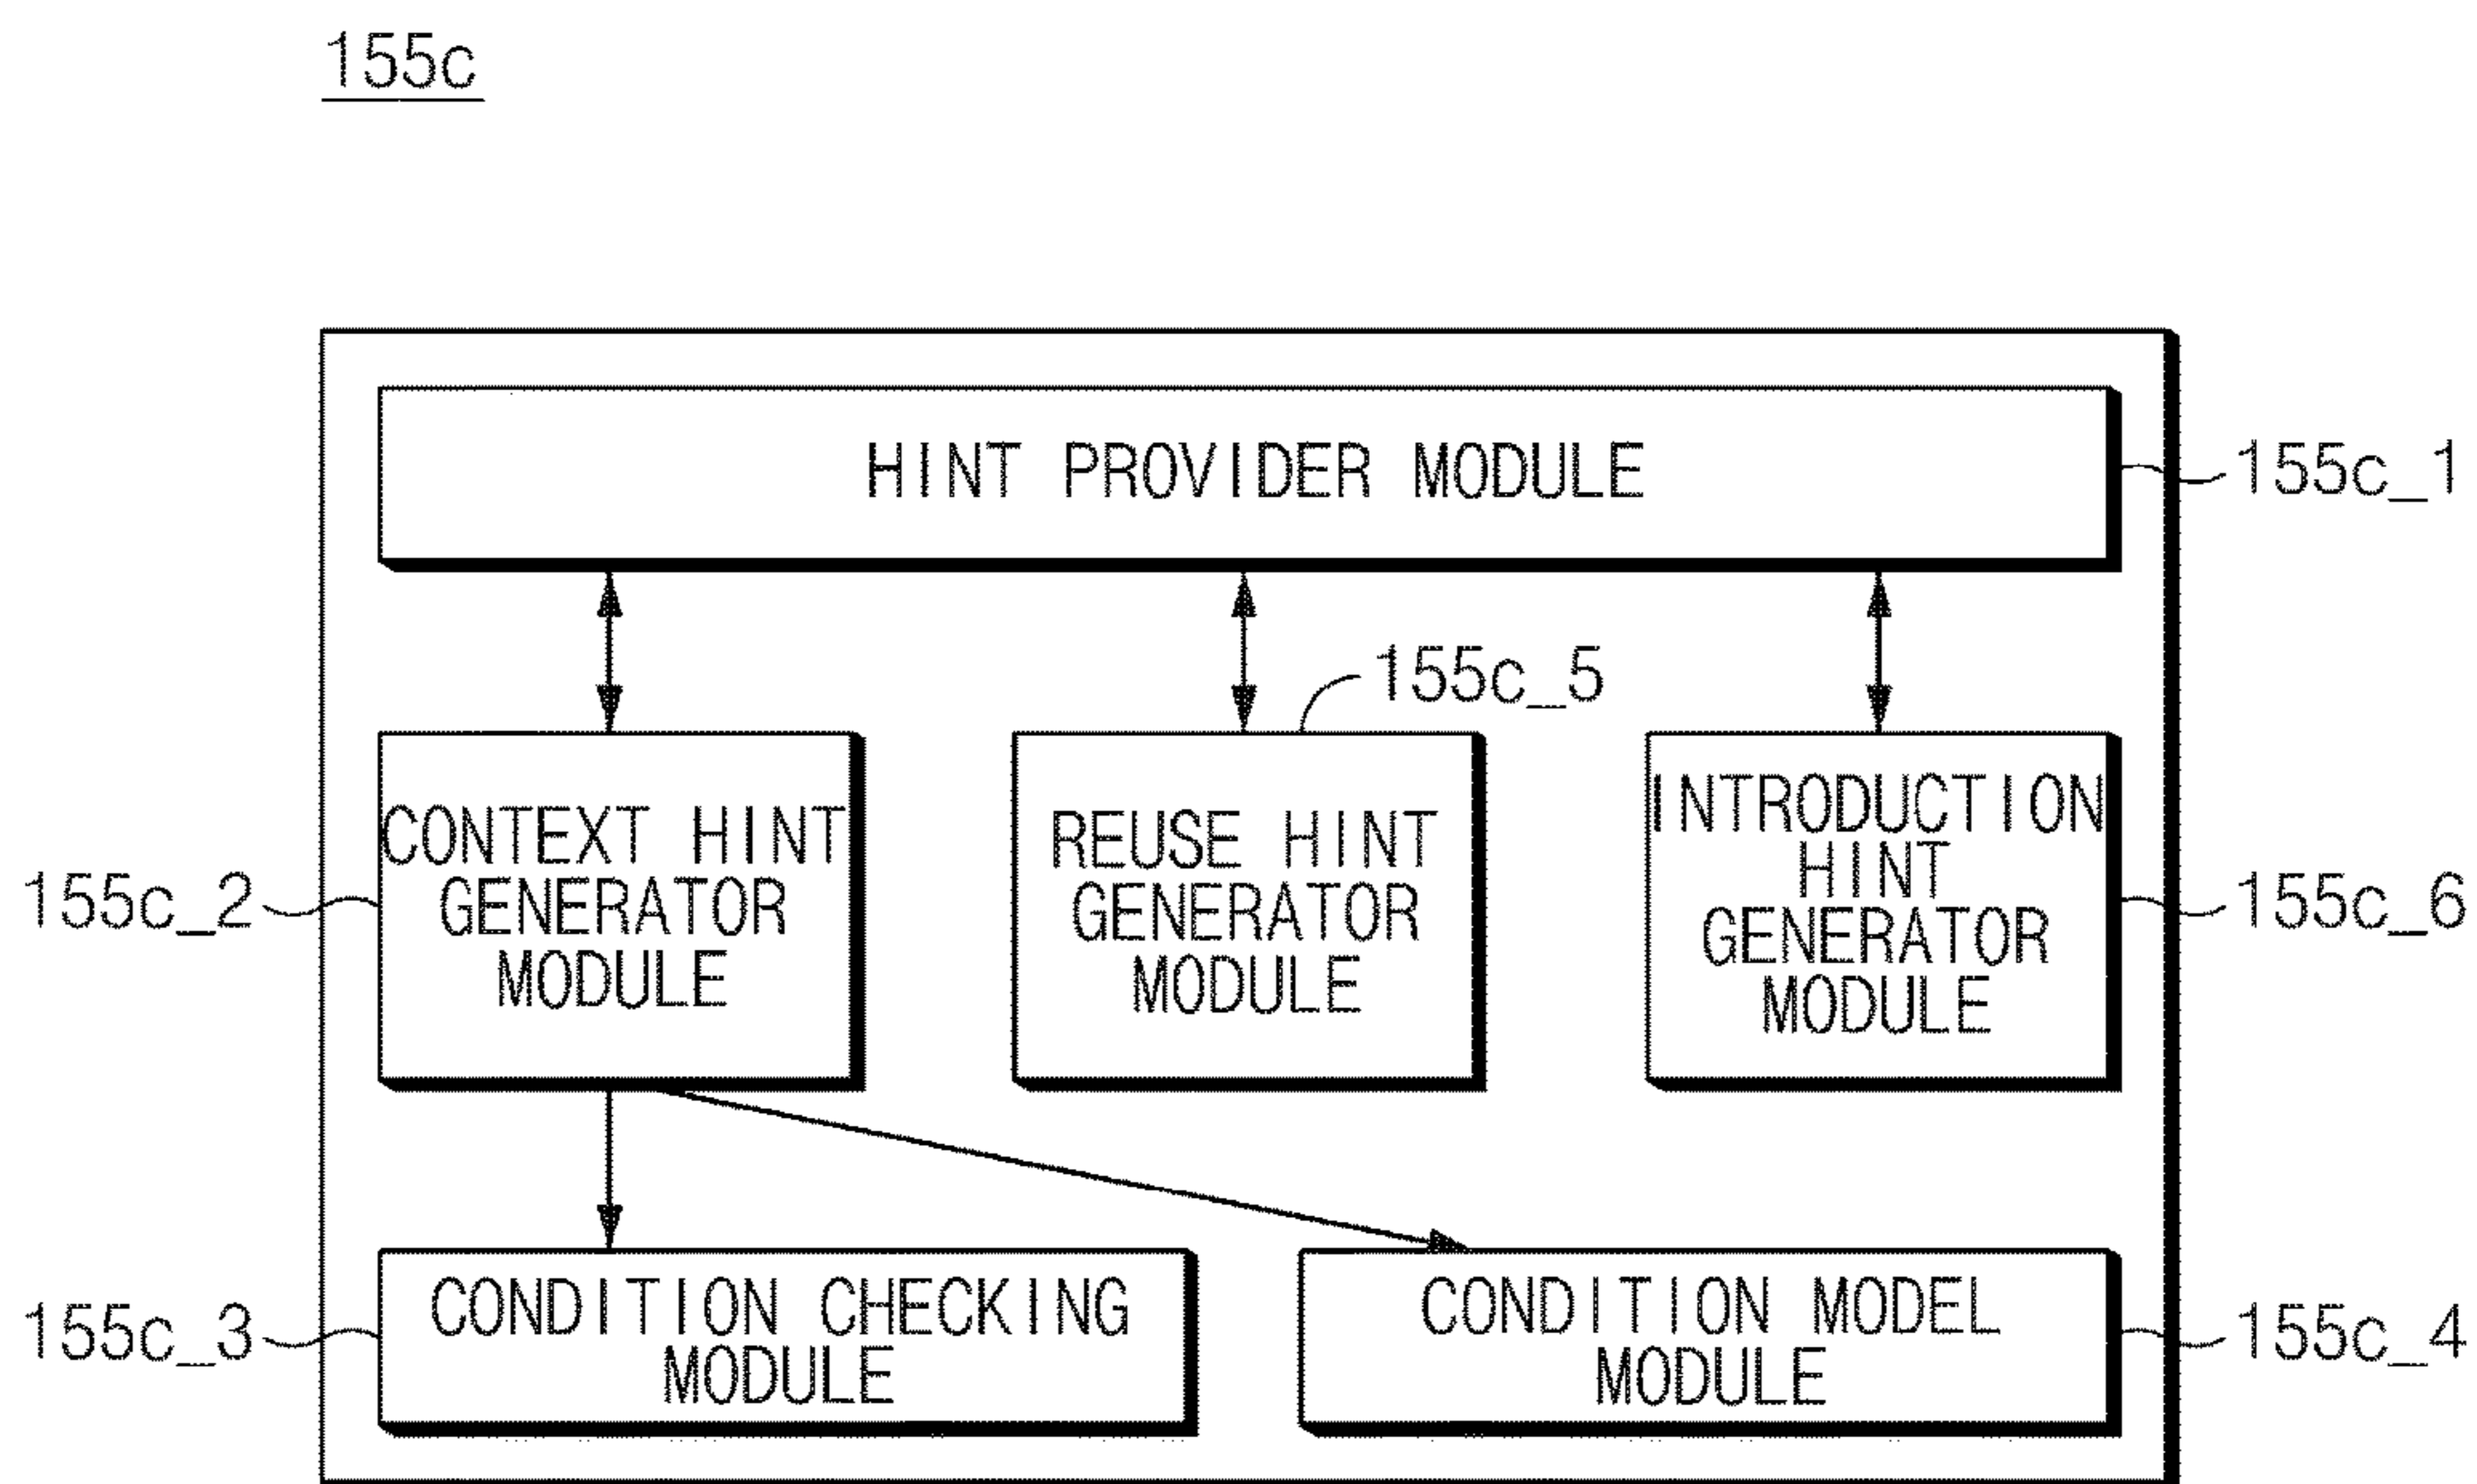 155c
HINT PROVIDER MODULE
155c_1
155c_5
CONTEXT HINT
GENERATOR
MODULE
155c_2
REUSE HINT
GENERATOR
MODULE
INTRODUCTION
HINT
GENERATOR
MODULE
155c_6
155c_3
CONDITION CHECKING
MODULE
CONDITION MODEL
MODULE
155c_4